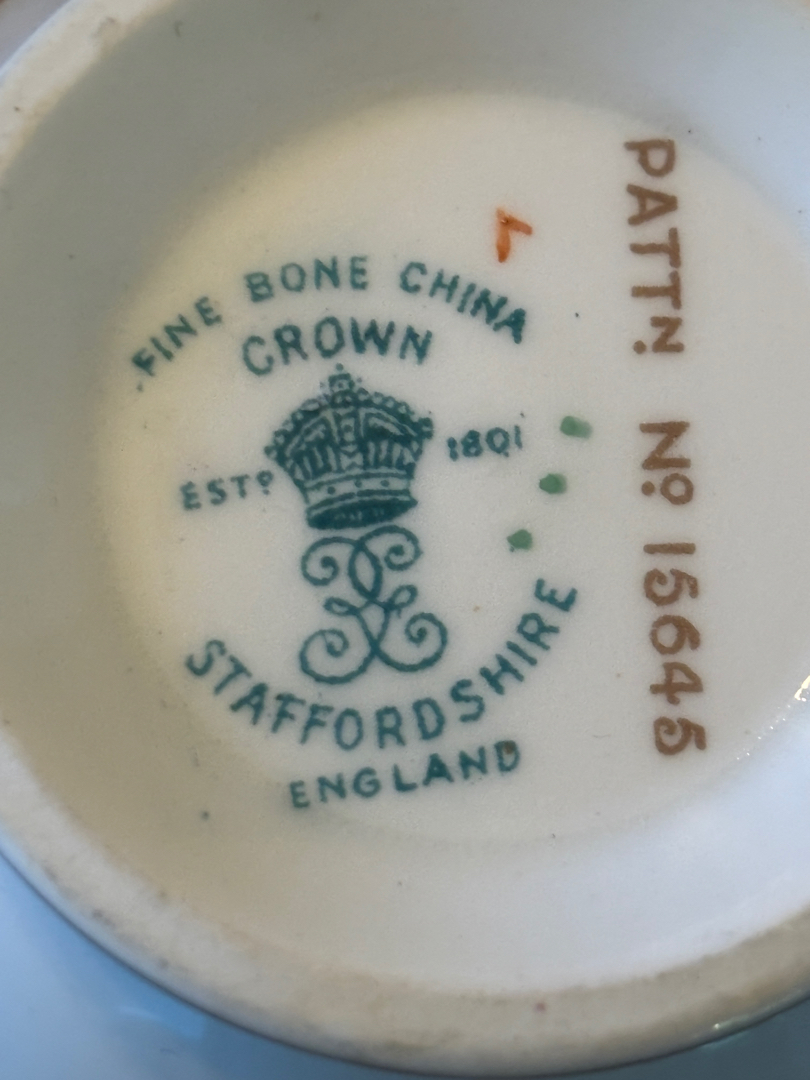 FINE BONE CHINA
CROWN
ESTD 1801
STAFFORDSHIRE
ENGLAND
PATTN. No 15645